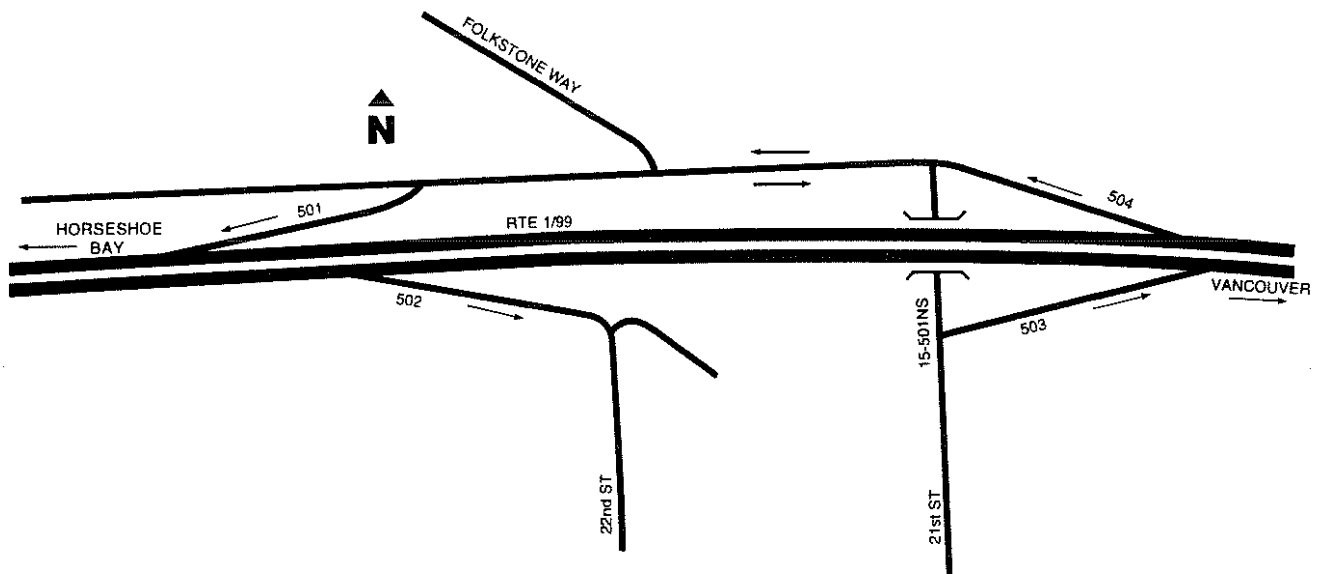 FOLKSTONE WAY
N
504
501
HORSESHOE
BAY
RTE 1/99
VANCOUVER
502
503
15-501NS
22nd ST
21st ST